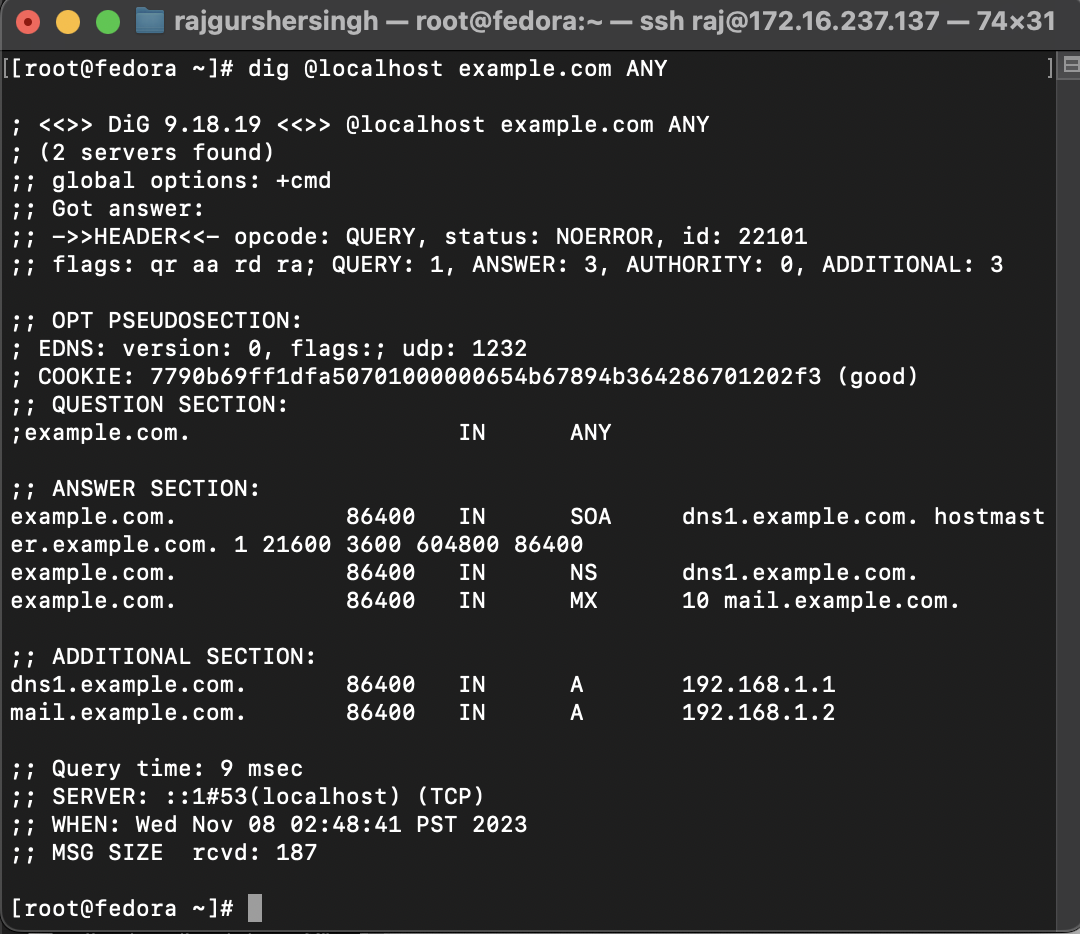 rajgurshersingh — root@fedora:~ — ssh raj@172.16.237.137 — 74×31
[[root@fedora ~]# dig @localhost example.com ANY ]
; <<>> DiG 9.18.19 <<>> @localhost example.com ANY
; (2 servers found)
;; global options: +cmd
;; Got answer:
;; ->>HEADER<<- opcode: QUERY, status: NOERROR, id: 22101
;; flags: qr aa rd ra; QUERY: 1, ANSWER: 3, AUTHORITY: 0, ADDITIONAL: 3
;; OPT PSEUDOSECTION:
; EDNS: version: 0, flags:; udp: 1232
; COOKIE: 7790b69ff1dfa50701000000654b67894b364286701202f3 (good)
;; QUESTION SECTION:
;example.com. IN ANY
;; ANSWER SECTION:
example.com. 86400 IN SOA dns1.example.com. hostmast
er.example.com. 1 21600 3600 604800 86400
example.com. 86400 IN NS dns1.example.com.
example.com. 86400 IN MX 10 mail.example.com.
;; ADDITIONAL SECTION:
dns1.example.com. 86400 IN A 192.168.1.1
mail.example.com. 86400 IN A 192.168.1.2
;; Query time: 9 msec
;; SERVER: ::1#53(localhost) (TCP)
;; WHEN: Wed Nov 08 02:48:41 PST 2023
;; MSG SIZE rcvd: 187
[root@fedora ~]#